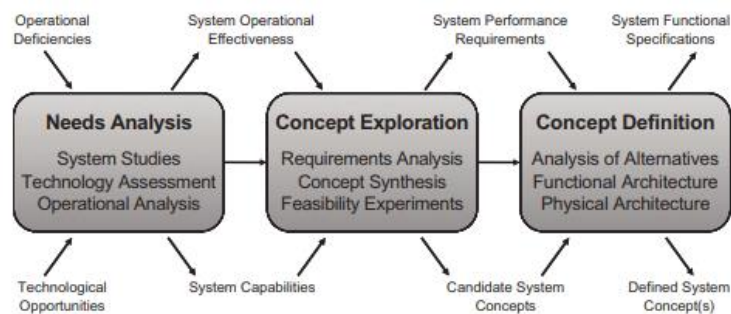 Operational
Deficiencies
System Operational
Effectiveness
System Performance
Requirements
System Functional
Specifications
Needs Analysis
System Studies
Technology Assessment
Operational Analysis
Concept Exploration
Requirements Analysis
Concept Synthesis
Feasibility Experiments
Concept Definition
Analysis of Alternatives
Functional Architecture
Physical Architecture
Technological
Opportunities
System Capabilities
Candidate System
Concepts
Defined System
Concept(s)